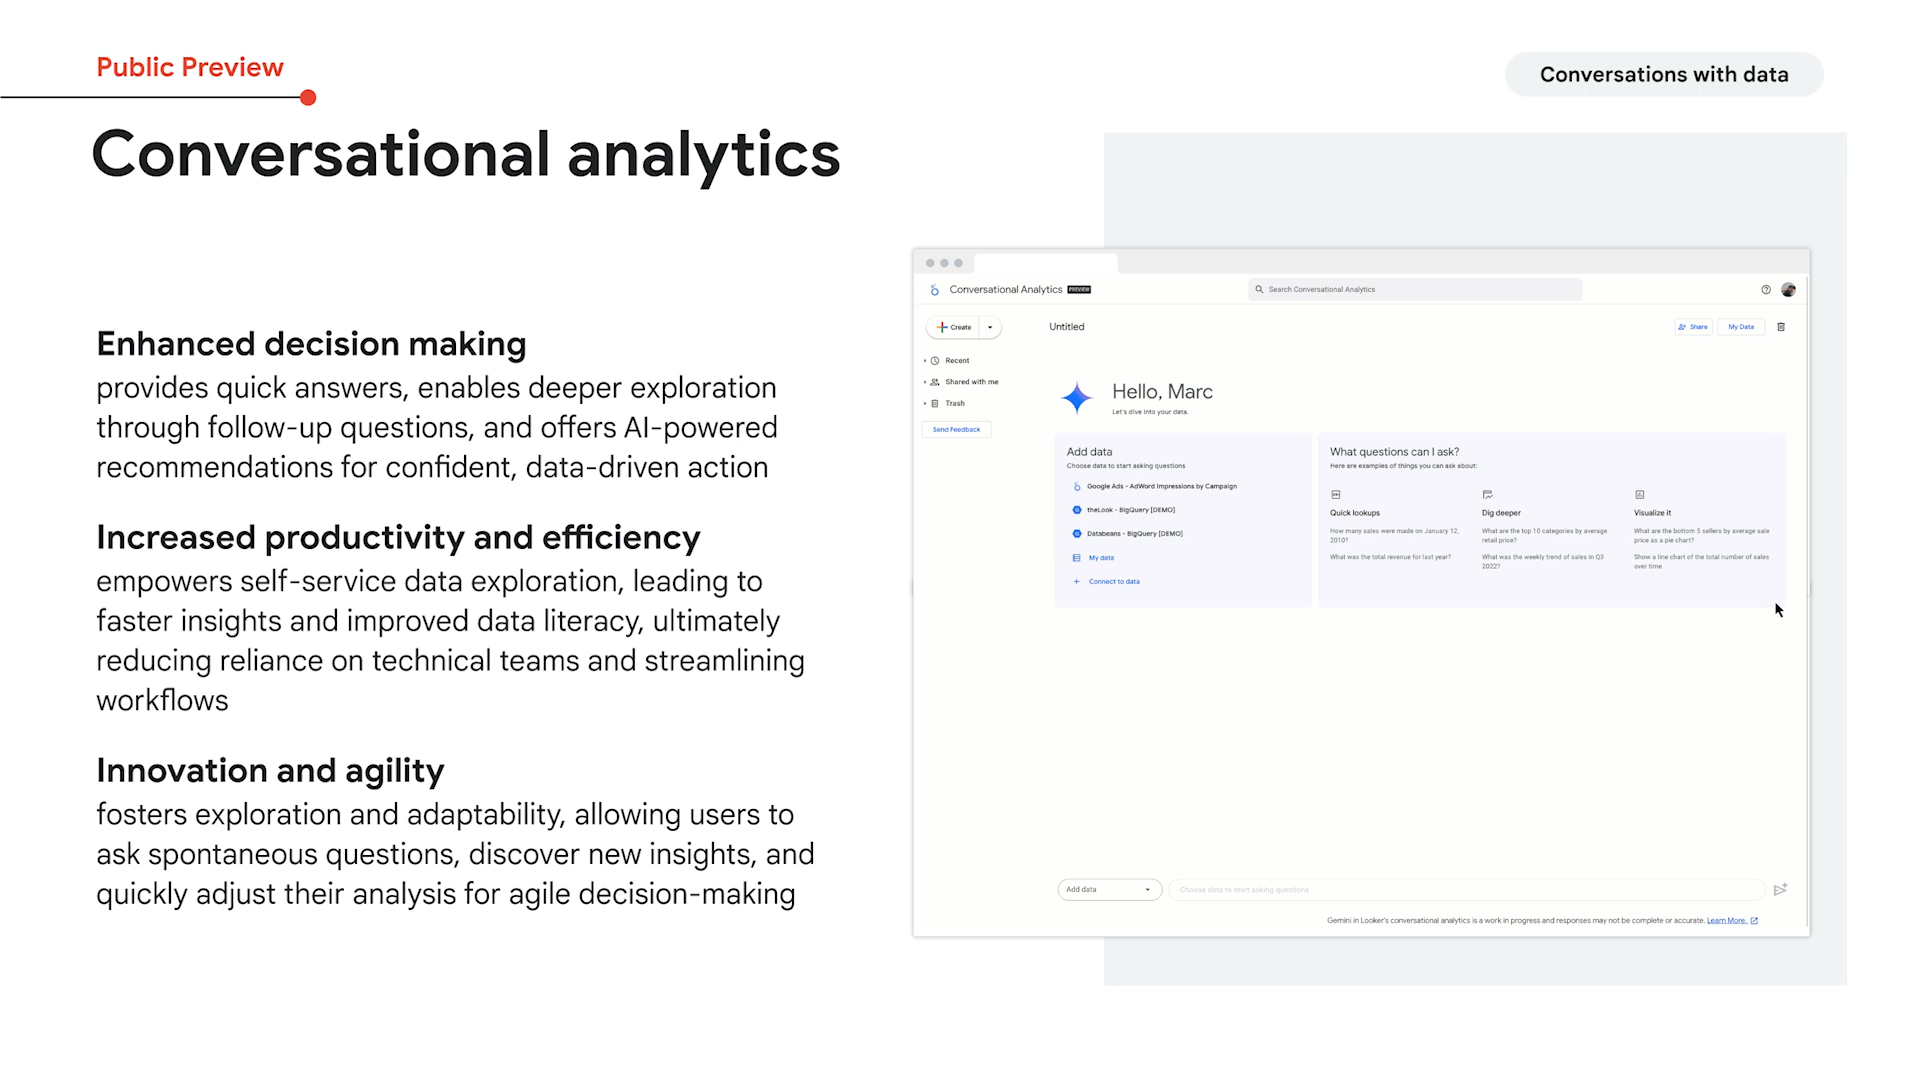 Public Preview
Conversations with data
Conversational analytics
Enhanced decision making
provides quick answers, enables deeper exploration
through follow-up questions, and offers AI-powered
recommendations for confident, data-driven action
Increased productivity and efficiency
empowers self-service data exploration, leading to
faster insights and improved data literacy, ultimately
reducing reliance on technical teams and streamlining
workflows
Innovation and agility
fosters exploration and adaptability, allowing users to
ask spontaneous questions, discover new insights, and
quickly adjust their analysis for agile decision-making
Conversational Analytics PREVIEW
Search Conversational Analytics
Create
Untitled
Share
My Data
Recent
Shared with me
Trash
Send Feedback
Hello, Marc
Let's dive into your data.
Add data
Choose data to start asking questions
Google Ads - AdWord Impressions by Campaign
theLook - BigQuery [DEMO]
Databeans - BigQuery [DEMO]
My data
Connect to data
What questions can I ask?
Here are examples of things you can ask about:
Quick lookups
How many sales were made on January 12,
2010?
What was the total revenue for last year?
Dig deeper
What are the top 10 categories by average
retail price?
What was the weekly trend of sales in Q3
2022?
Visualize it
What are the bottom 5 sellers by average sale
price as a pie chart?
Show a line chart of the total number of sales
over time
Add data
Choose data to start asking questions
Gemini in Looker's conversational analytics is a work in progress and responses may not be complete or accurate. Learn More.